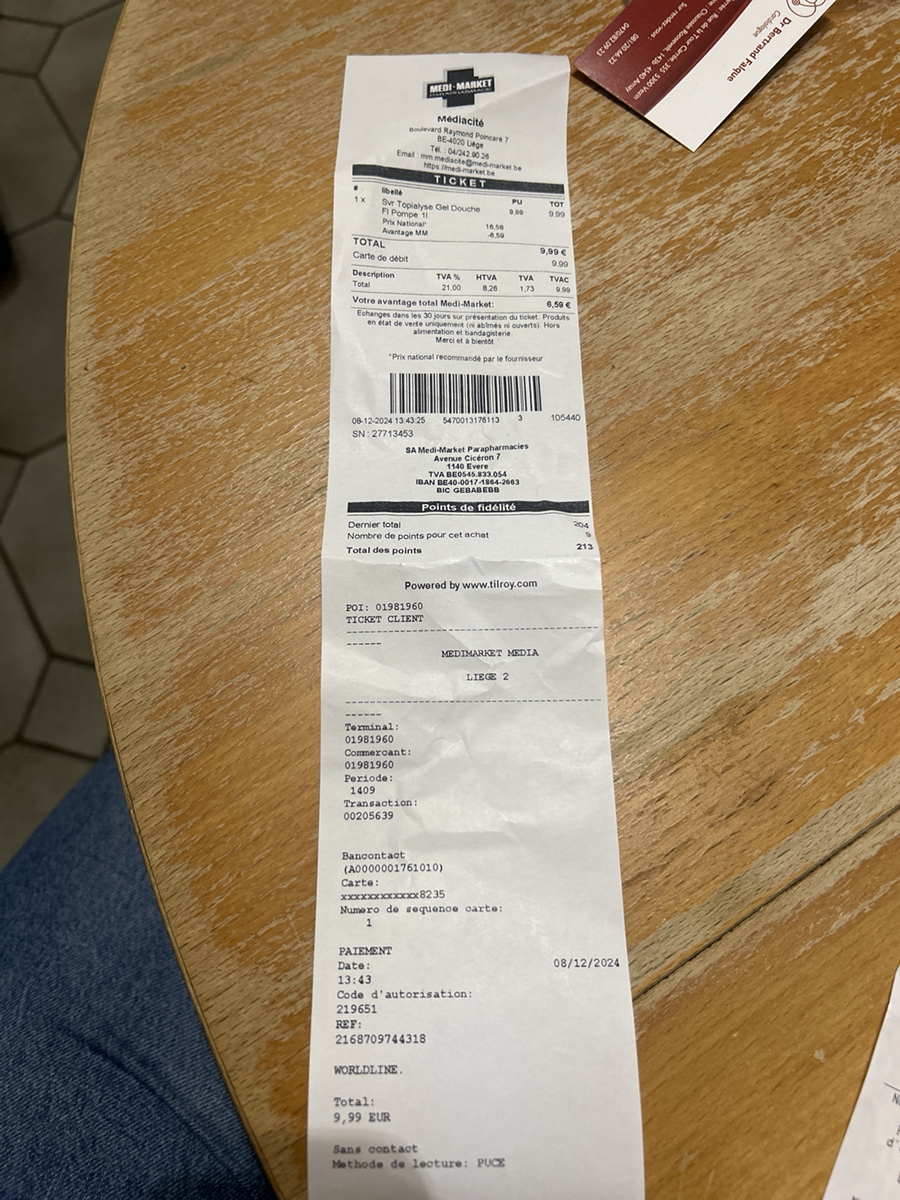 MEDI-MARKET
PARAPHARMACIE
Médiacité
Boulevard Raymond Poincaré 7
BE-4020 Liège
Tél. : 04/242.90.26
Email : mm.mediacite@medi-market.be
https://medi-market.be
TICKET
# libellé PU TOT
1 x Svr Topialyse Gel Douche 9.99 9,99
Fl Pompe 1l
Prix National* 16,58
Avantage MM -6,59
TOTAL 9,99 €
Carte de débit 9,99
Description TVA % HTVA TVA TVAC
Total 21,00 8,26 1,73 9,99
Votre avantage total Medi-Market: 6,59 €
Echanges dans les 30 jours sur présentation du ticket. Produits
en état de vente uniquement (ni abîmés ni ouverts). Hors
alimentation et bandagisterie.
Merci et à bientôt
*Prix national recommandé par le fournisseur
08-12-2024 13:43:25 5470013176113 3 105440
SN : 27713453
SA Medi-Market Parapharmacies
Avenue Cicéron 7
1140 Evere
TVA BE0545.833.054
IBAN BE40-0017-1864-2663
BIC GEBABEBB
Points de fidélité
Dernier total 204
Nombre de points pour cet achat 9
Total des points 213
Powered by www.tilroy.com
POI: 01981960
TICKET CLIENT
------------------------------------
------
MEDIMARKET MEDIA
LIEGE 2
------------------------------------
------
Terminal:
01981960
Commercant:
01981960
Periode:
1409
Transaction:
00205639
Bancontact
(A0000001761010)
Carte:
xxxxxxxxxxxx8235
Numero de sequence carte:
1
PAIEMENT
Date: 08/12/2024
13:43
Code d'autorisation:
219651
REF:
2168709744318
WORLDLINE.
Total:
9,99 EUR
Sans contact
Methode de lecture: PUCE
Dr Bertrand Falque
Cardiologue
Sur rendez-vous :